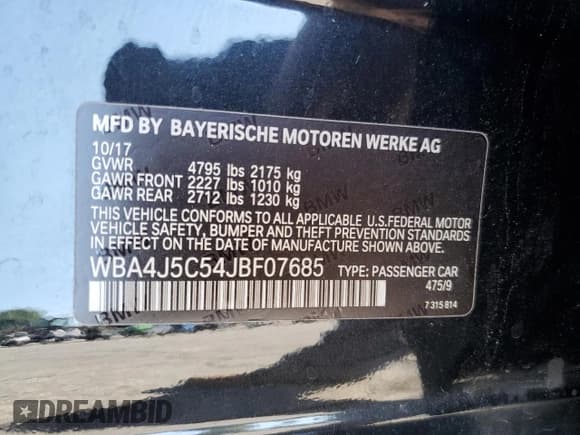 MFD BY BAYERISCHE MOTOREN WERKE AG
10/17
GVWR 4795 lbs 2175 kg
GAWR FRONT 2227 lbs 1010 kg
GAWR REAR 2712 lbs 1230 kg
THIS VEHICLE CONFORMS TO ALL APPLICABLE U.S.FEDERAL MOTOR
VEHICLE SAFETY, BUMPER AND THEFT PREVENTION STANDARDS
IN EFFECT ON THE DATE OF MANUFACTURE SHOWN ABOVE.
WBA4J5C54JBF07685 TYPE: PASSENGER CAR
475/9
7 315 814
DREAMBID